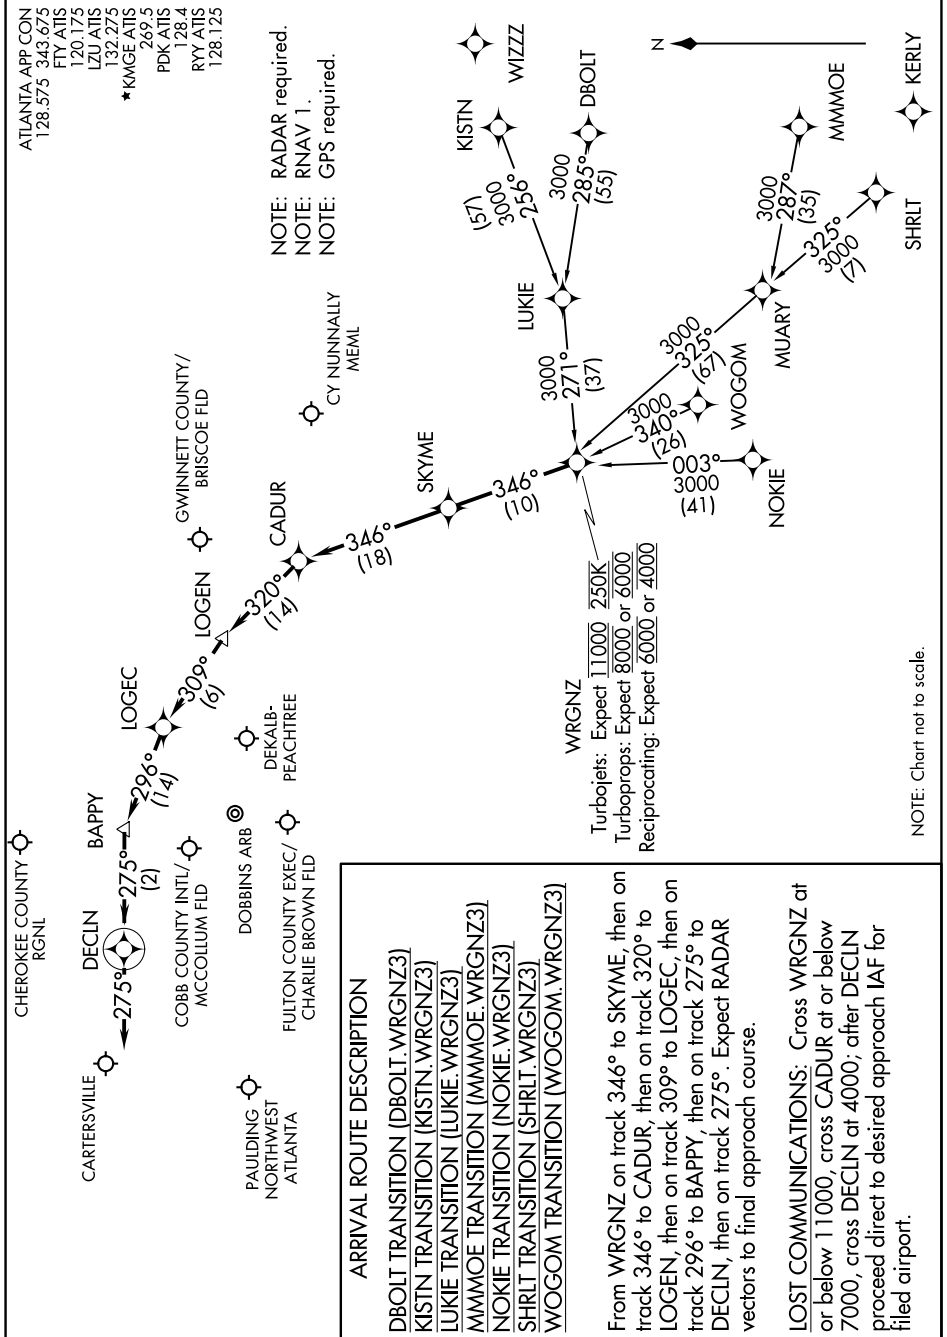 ATLANTA APP CON
128.575 343.675
FTY ATIS
120.175
LZU ATIS
132.275
★KMGE ATIS
269.5
PDK ATIS
128.4
RYY ATIS
128.125
NOTE: RADAR required.
NOTE: RNAV 1.
NOTE: GPS required.
CHEROKEE COUNTY
RGNL
CARTERSVILLE
275°
DECLN
275°
(2)
BAPPY
296°
(14)
LOGEC
309°
(6)
LOGEN
320°
(14)
CADUR
346°
(18)
SKYME
346°
(10)
GWINNETT COUNTY/
BRISCOE FLD
CY NUNNALLY
MEML
COBB COUNTY INTL/
MCCOLLUM FLD
DOBBINS ARB
DEKALB-
PEACHTREE
FULTON COUNTY EXEC/
CHARLIE BROWN FLD
PAULDING
NORTHWEST
ATLANTA
KISTN
WIZZZ
(57)
3000
256°
DBOLT
3000
285°
(55)
LUKIE
3000
271°
(37)
N
MMMOE
3000
287°
(35)
KERLY
SHRLT
325°
3000
(7)
MUARY
3000
325°
(67)
WOGOM
3000
340°
(26)
NOKIE
003°
3000
(41)
WRGNZ
Turbojets: Expect 11000 250K
Turboprops: Expect 8000 or 6000
Reciprocating: Expect 6000 or 4000
NOTE: Chart not to scale.
ARRIVAL ROUTE DESCRIPTION
DBOLT TRANSITION (DBOLT.WRGNZ3)
KISTN TRANSITION (KISTN.WRGNZ3)
LUKIE TRANSITION (LUKIE.WRGNZ3)
MMMOE TRANSITION (MMMOE.WRGNZ3)
NOKIE TRANSITION (NOKIE.WRGNZ3)
SHRLT TRANSITION (SHRLT.WRGNZ3)
WOGOM TRANSITION (WOGOM.WRGNZ3)
From WRGNZ on track 346° to SKYME, then on
track 346° to CADUR, then on track 320° to
LOGEN, then on track 309° to LOGEC, then on
track 296° to BAPPY, then on track 275° to
DECLN, then on track 275°. Expect RADAR
vectors to final approach course.
LOST COMMUNICATIONS: Cross WRGNZ at
or below 11000, cross CADUR at or below
7000, cross DECLN at 4000; after DECLN
proceed direct to desired approach IAF for
filed airport.